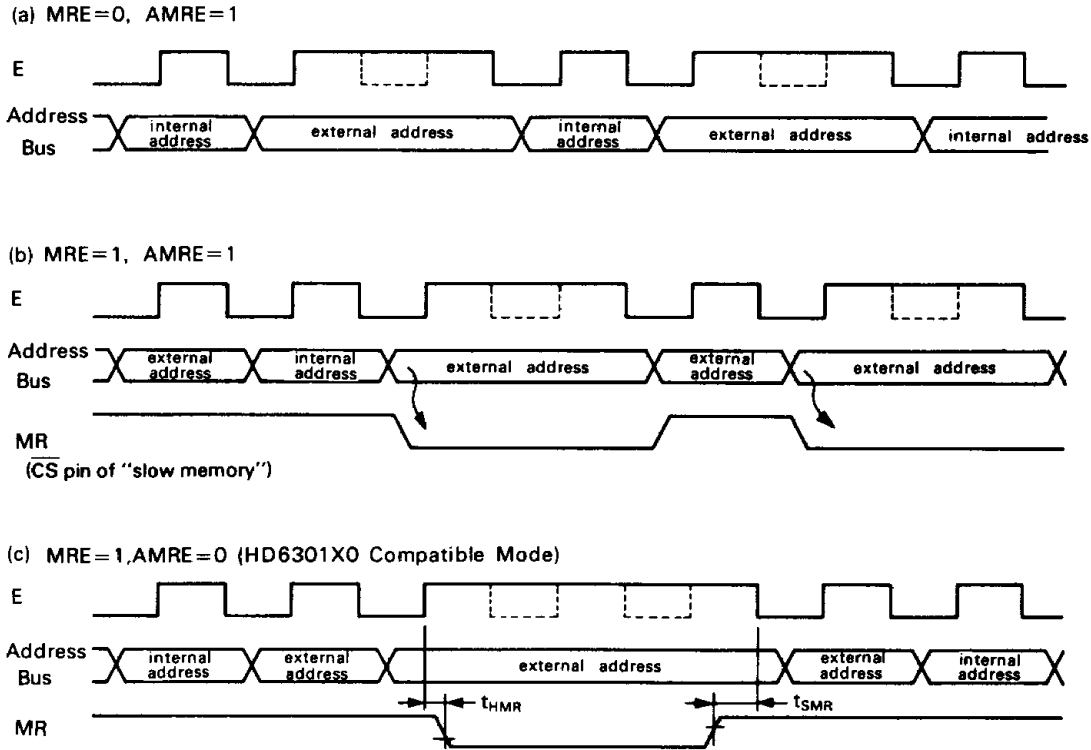 (a) MRE=0, AMRE=1
E
Address Bus
internal address
external address
internal address
external address
internal address
(b) MRE=1, AMRE=1
E
Address Bus
external address
internal address
external address
external address
external address
MR
(CS pin of "slow memory")
(c) MRE=1,AMRE=0 (HD6301X0 Compatible Mode)
E
Address Bus
internal address
external address
external address
external address
internal address
tHMR
tSMR
MR